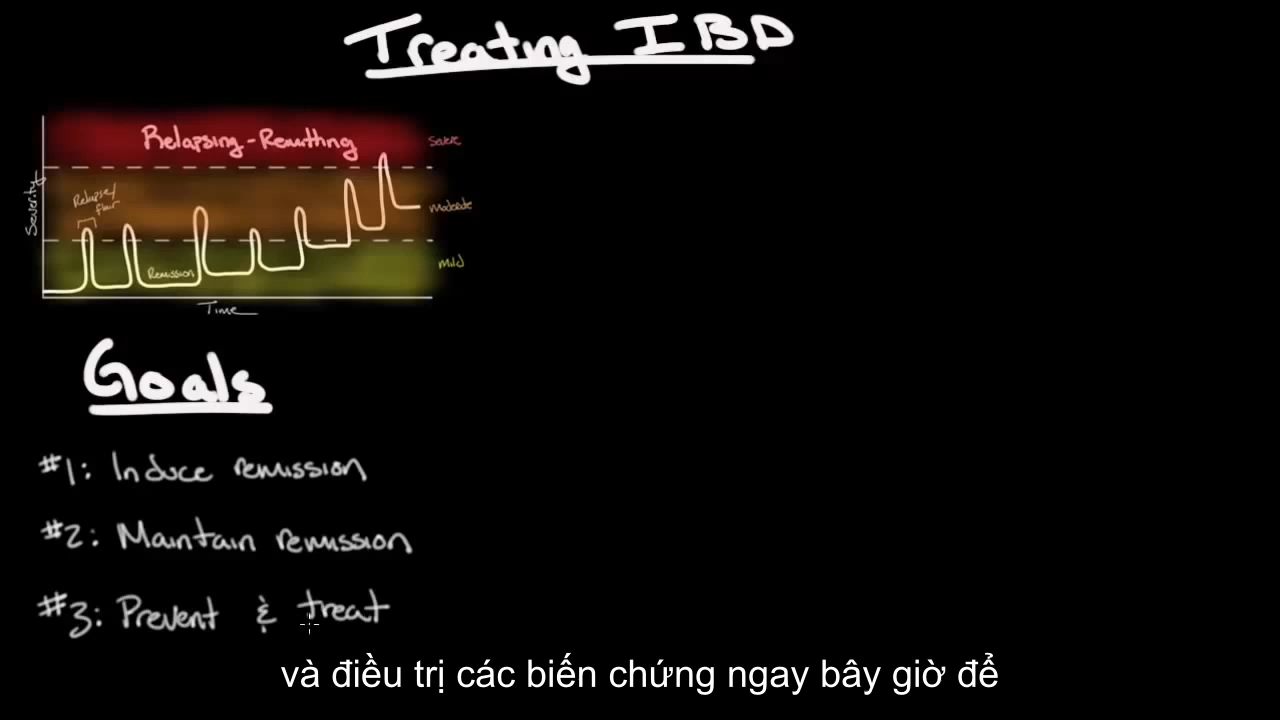 Treating IBD
Relapsing-Remitting
Severe
Severity
Relapse/
flair
Moderate
Remission
Mild
Time
Goals
#1: Induce remission
#2: Maintain remission
#3: Prevent & treat
và điều trị các biến chứng ngay bây giờ để